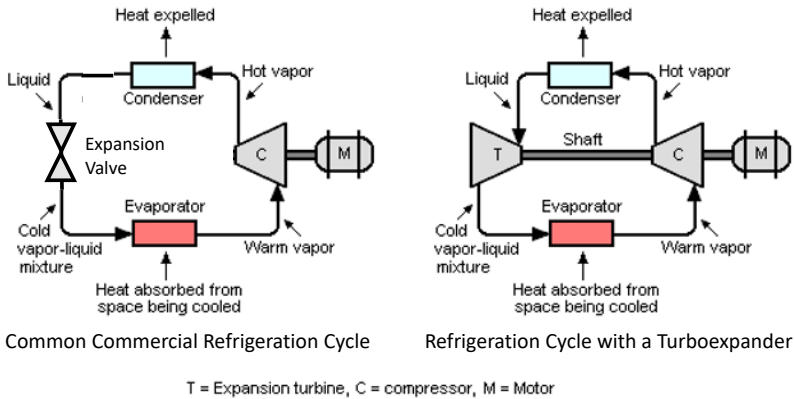 Heat expelled
Liquid
Hot vapor
Condenser
Expansion
Valve
C
M
Evaporator
Cold
vapor-liquid
mixture
Warm vapor
Heat absorbed from
space being cooled
Common Commercial Refrigeration Cycle
Heat expelled
Liquid
Hot vapor
Condenser
T
Shaft
C
M
Evaporator
Cold
vapor-liquid
mixture
Warm vapor
Heat absorbed from
space being cooled
Refrigeration Cycle with a Turboexpander
T = Expansion turbine, C = compressor, M = Motor